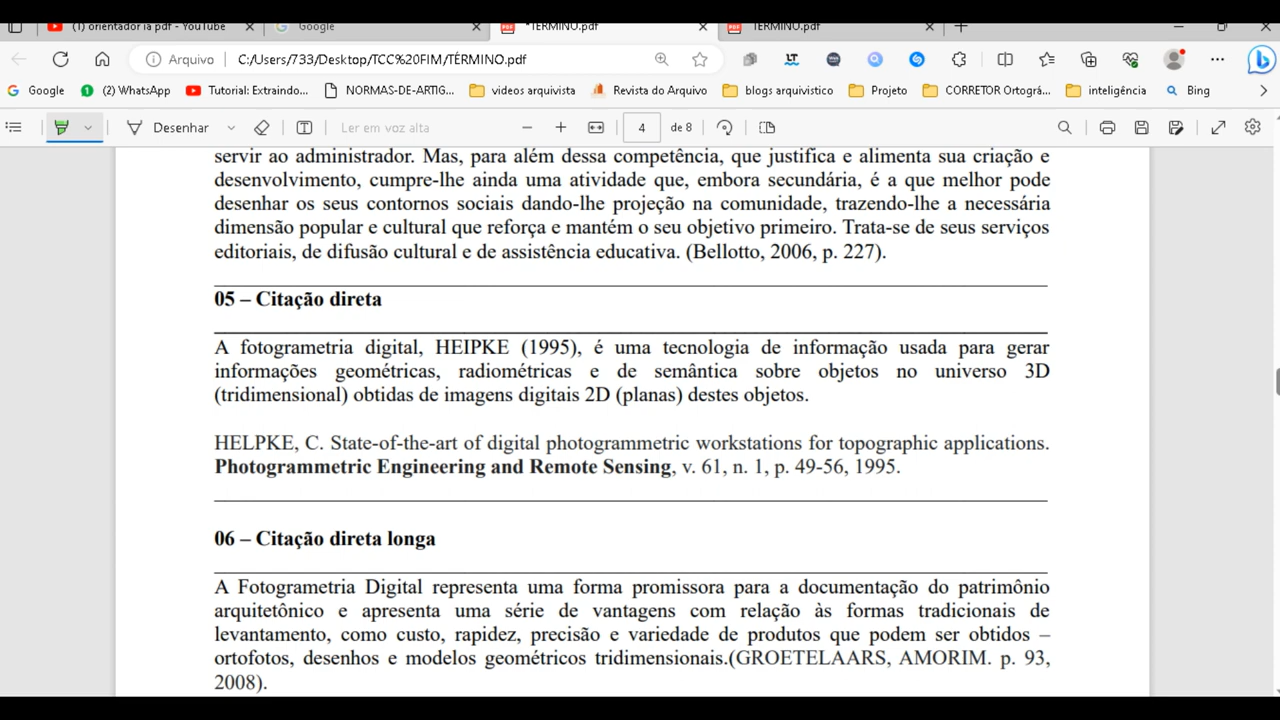 (1) orientador ia pdf - YouTube
Google
*TÉRMINO.pdf
TÉRMINO.pdf
Arquivo
C:/Users/733/Desktop/TCC%20FIM/TÉRMINO.pdf
Google
(2) WhatsApp
Tutorial: Extraindo...
NORMAS-DE-ARTIG...
videos arquivista
Revista do Arquivo
blogs arquivistico
Projeto
CORRETOR Ortográ...
inteligência
Bing
Desenhar
Ler em voz alta
4
de 8
servir ao administrador. Mas, para além dessa competência, que justifica e alimenta sua criação e
desenvolvimento, cumpre-lhe ainda uma atividade que, embora secundária, é a que melhor pode
desenhar os seus contornos sociais dando-lhe projeção na comunidade, trazendo-lhe a necessária
dimensão popular e cultural que reforça e mantém o seu objetivo primeiro. Trata-se de seus serviços
editoriais, de difusão cultural e de assistência educativa. (Bellotto, 2006, p. 227).
05 – Citação direta
A fotogrametria digital, HEIPKE (1995), é uma tecnologia de informação usada para gerar
informações geométricas, radiométricas e de semântica sobre objetos no universo 3D
(tridimensional) obtidas de imagens digitais 2D (planas) destes objetos.
HELPKE, C. State-of-the-art of digital photogrammetric workstations for topographic applications.
Photogrammetric Engineering and Remote Sensing, v. 61, n. 1, p. 49-56, 1995.
06 – Citação direta longa
A Fotogrametria Digital representa uma forma promissora para a documentação do patrimônio
arquitetônico e apresenta uma série de vantagens com relação às formas tradicionais de
levantamento, como custo, rapidez, precisão e variedade de produtos que podem ser obtidos –
ortofotos, desenhos e modelos geométricos tridimensionais.(GROETELAARS, AMORIM. p. 93,
2008).